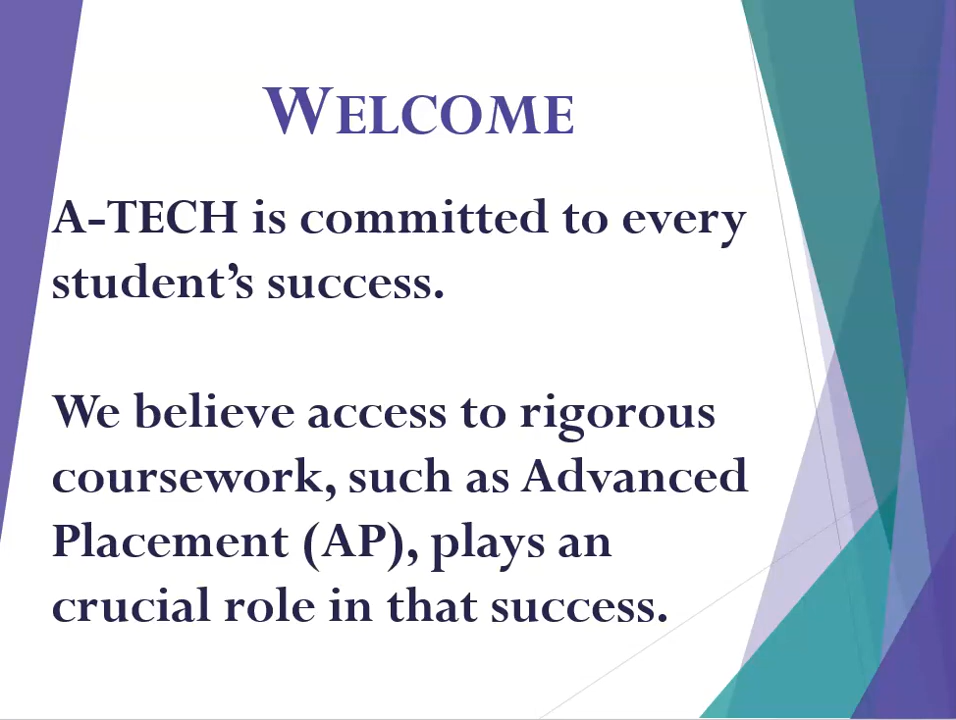 WELCOME
A-TECH is committed to every
student’s success.
We believe access to rigorous
coursework, such as Advanced
Placement (AP), plays an
crucial role in that success.